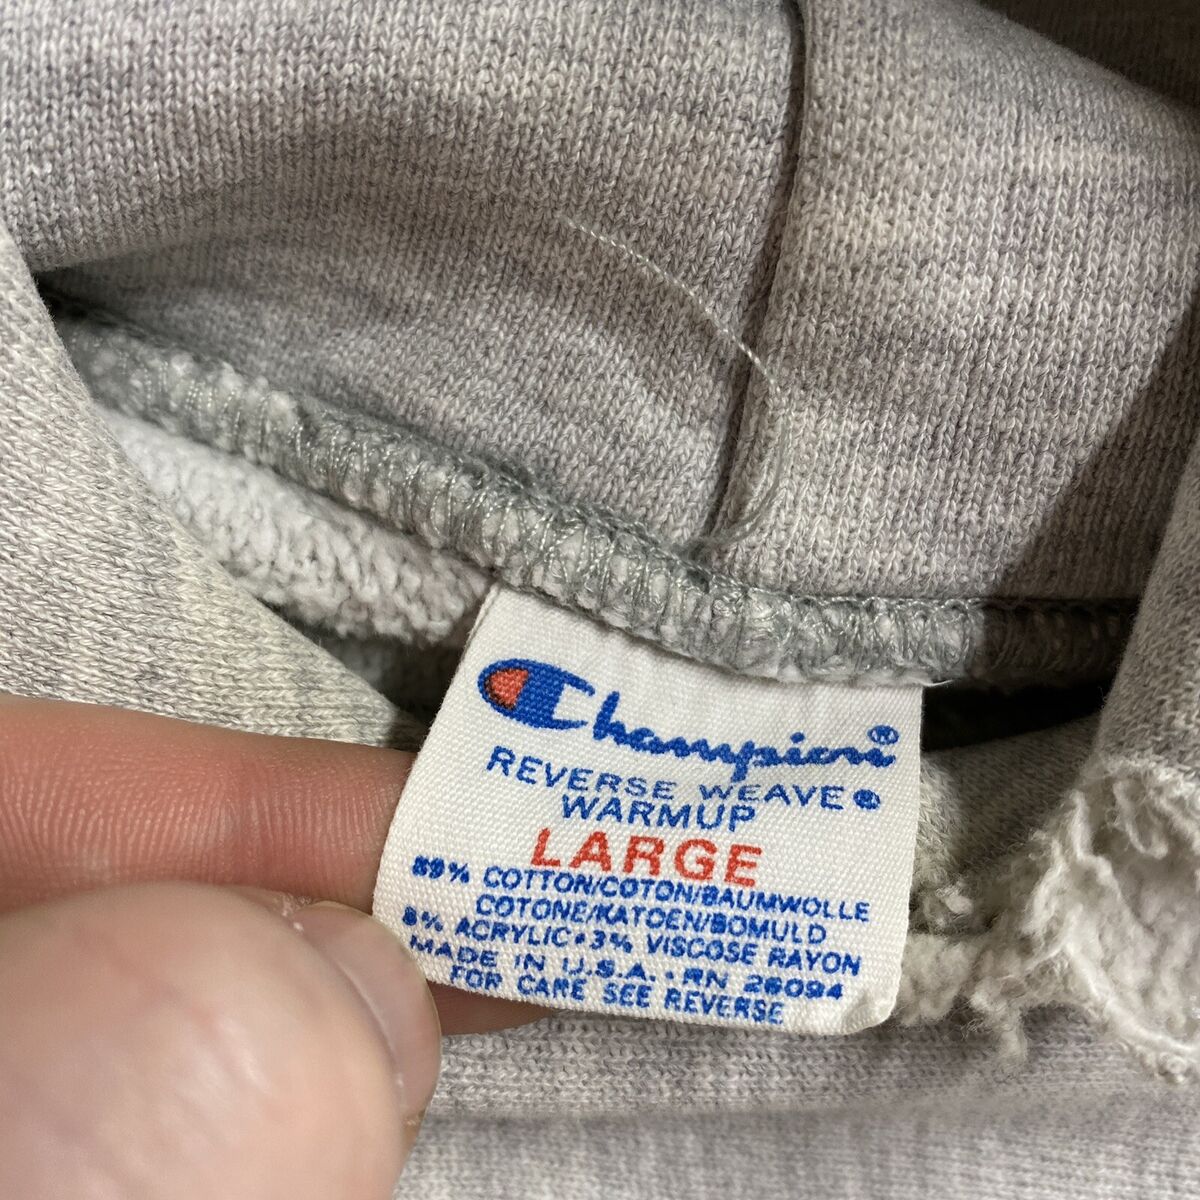 Champion®
REVERSE WEAVE®
WARMUP
LARGE
89% COTTON/COTON/BAUMWOLLE
COTONE/KATOEN/BOMULD
8% ACRYLIC•3% VISCOSE RAYON
MADE IN U.S.A. • RN 26094
FOR CARE SEE REVERSE